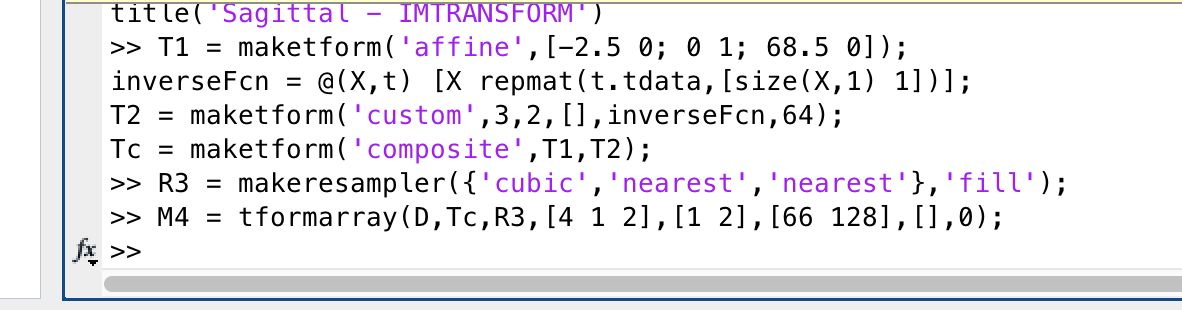 title('Sagittal - IMTRANSFORM')
>> T1 = maketform('affine',[-2.5 0; 0 1; 68.5 0]);
inverseFcn = @(X,t) [X repmat(t.tdata,[size(X,1) 1])];
T2 = maketform('custom',3,2,[],inverseFcn,64);
Tc = maketform('composite',T1,T2);
>> R3 = makeresampler({'cubic','nearest','nearest'},'fill');
>> M4 = tformarray(D,Tc,R3,[4 1 2],[1 2],[66 128],[],0);
fx >>